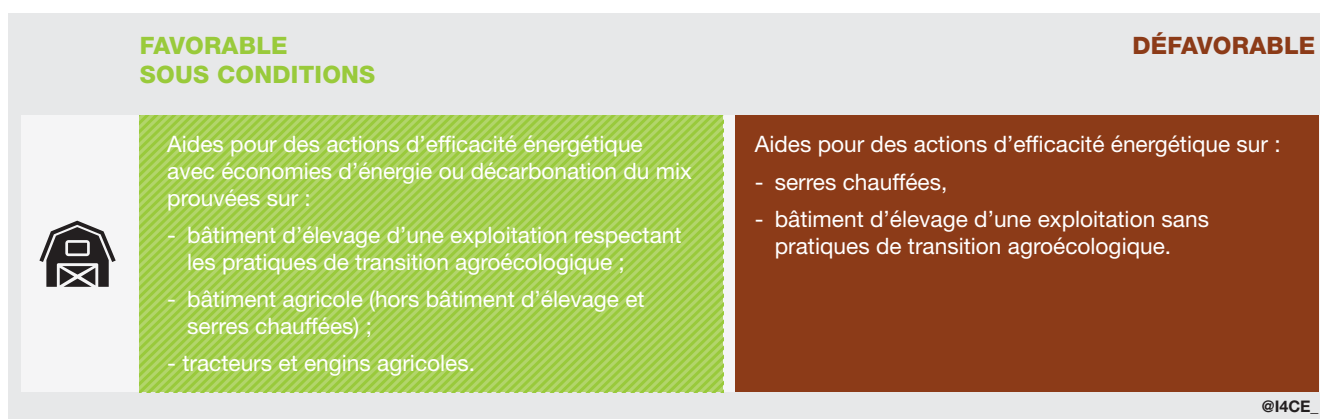 FAVORABLE
SOUS CONDITIONS
DÉFAVORABLE
Aides pour des actions d’efficacité énergétique
avec économies d’énergie ou décarbonation du mix
prouvées sur :
- bâtiment d’élevage d’une exploitation respectant
les pratiques de transition agroécologique ;
- bâtiment agricole (hors bâtiment d’élevage et
serres chauffées) ;
- tracteurs et engins agricoles.
Aides pour des actions d’efficacité énergétique sur :
- serres chauffées,
- bâtiment d’élevage d’une exploitation sans
pratiques de transition agroécologique.
@I4CE_